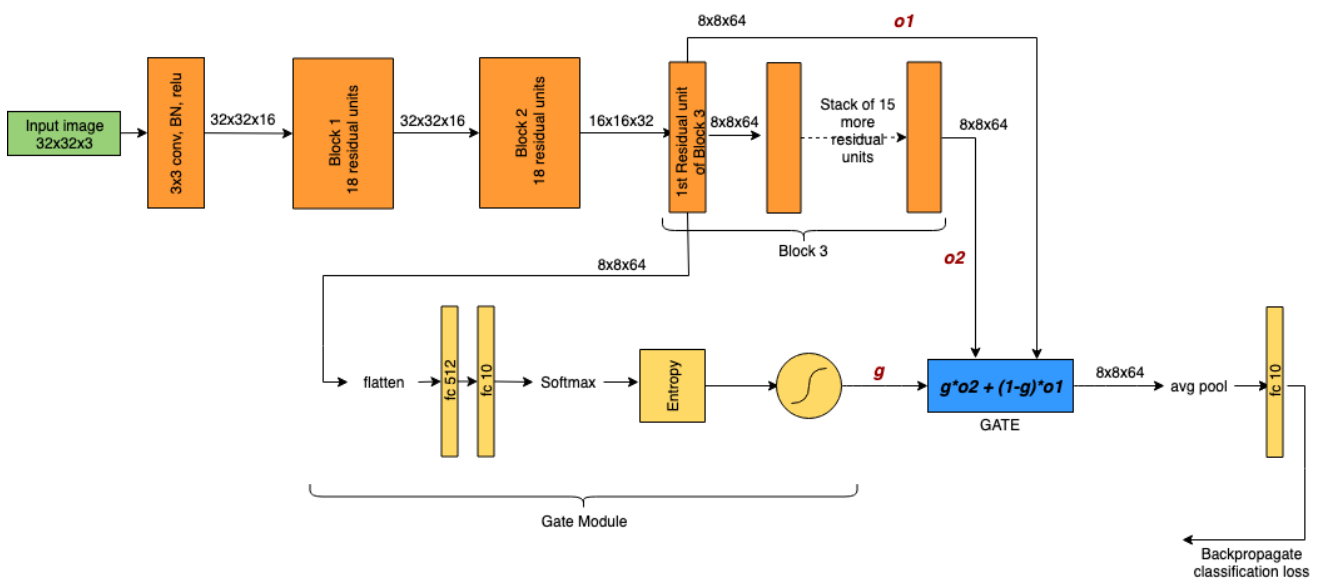 8x8x64
o1
Input image
32x32x3
3x3 conv, BN, relu
32x32x16
Block 1
18 residual units
32x32x16
Block 2
18 residual units
16x16x32
1st Residual unit
of Block 3
8x8x64
Stack of 15
more
residual
units
8x8x64
Block 3
8x8x64
o2
flatten
fc 512
fc 10
Softmax
Entropy
g
g*o2 + (1-g)*o1
GATE
8x8x64
avg pool
fc 10
Gate Module
Backpropagate
classification loss